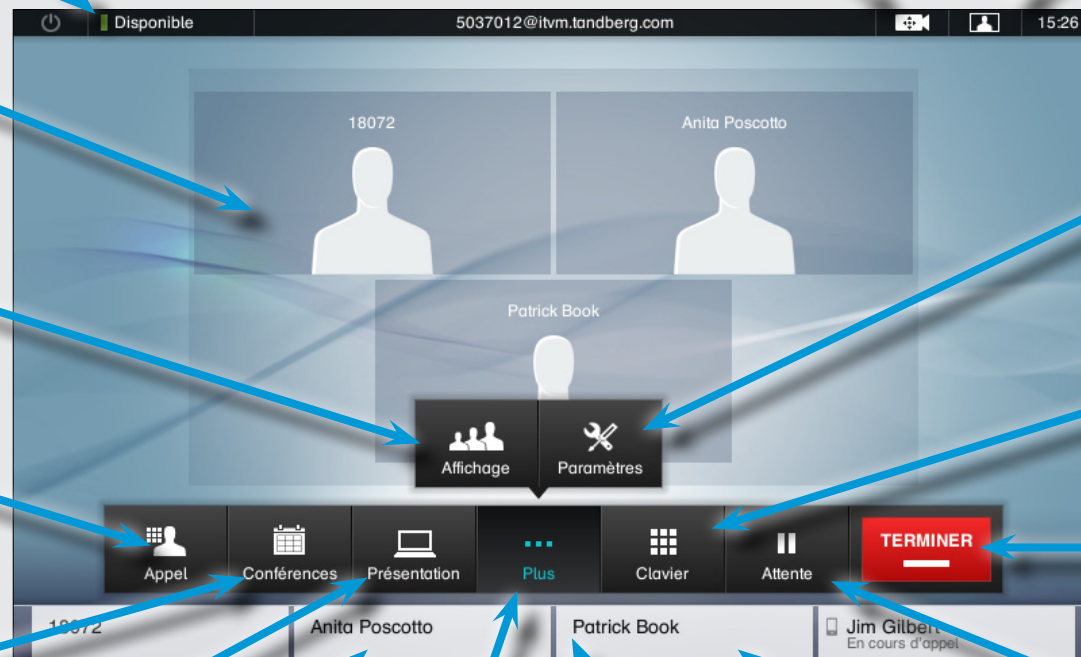 Disponible
5037012@itvm.tandberg.com
15:26
18072
Anita Poscotto
Patrick Book
Affichage
Paramètres
Appel
Conférences
Présentation
Plus
Clavier
Attente
TERMINER
18072
Anita Poscotto
Patrick Book
Jim Gilbert
En cours d'appel